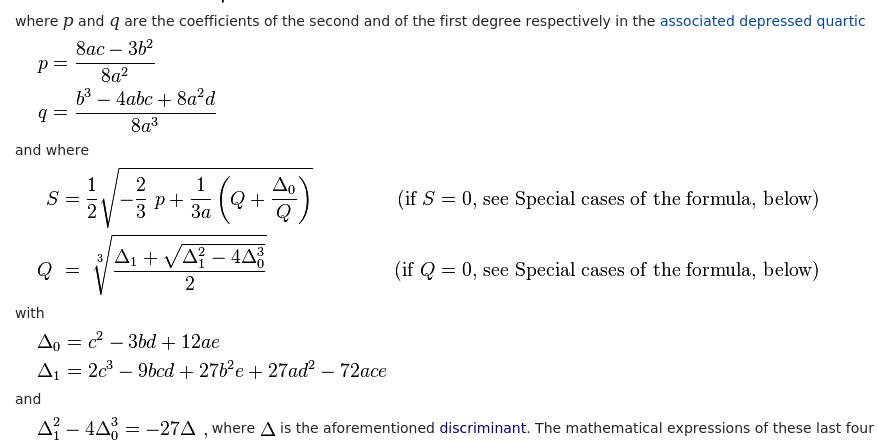 where p and q are the coefficients of the second and of the first degree respectively in the associated depressed quartic
p = \frac{8ac - 3b^2}{8a^2}
q = \frac{b^3 - 4abc + 8a^2d}{8a^3}
and where
S = \frac{1}{2}\sqrt{-\frac{2}{3} p + \frac{1}{3a}\left(Q + \frac{\Delta_0}{Q}\right)} (if S = 0, see Special cases of the formula, below)
Q = \sqrt[3]{\frac{\Delta_1 + \sqrt{\Delta_1^2 - 4\Delta_0^3}}{2}} (if Q = 0, see Special cases of the formula, below)
with
\Delta_0 = c^2 - 3bd + 12ae
\Delta_1 = 2c^3 - 9bcd + 27b^2e + 27ad^2 - 72ace
and
\Delta_1^2 - 4\Delta_0^3 = -27\Delta , where \Delta is the aforementioned discriminant. The mathematical expressions of these last four